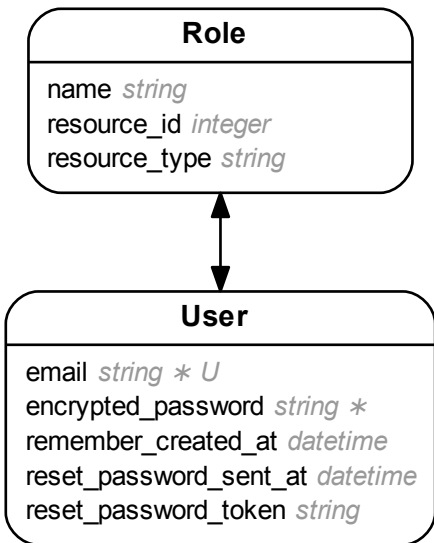 Role
name string
resource_id integer
resource_type string
User
email string ∗ U
encrypted_password string ∗
remember_created_at datetime
reset_password_sent_at datetime
reset_password_token string